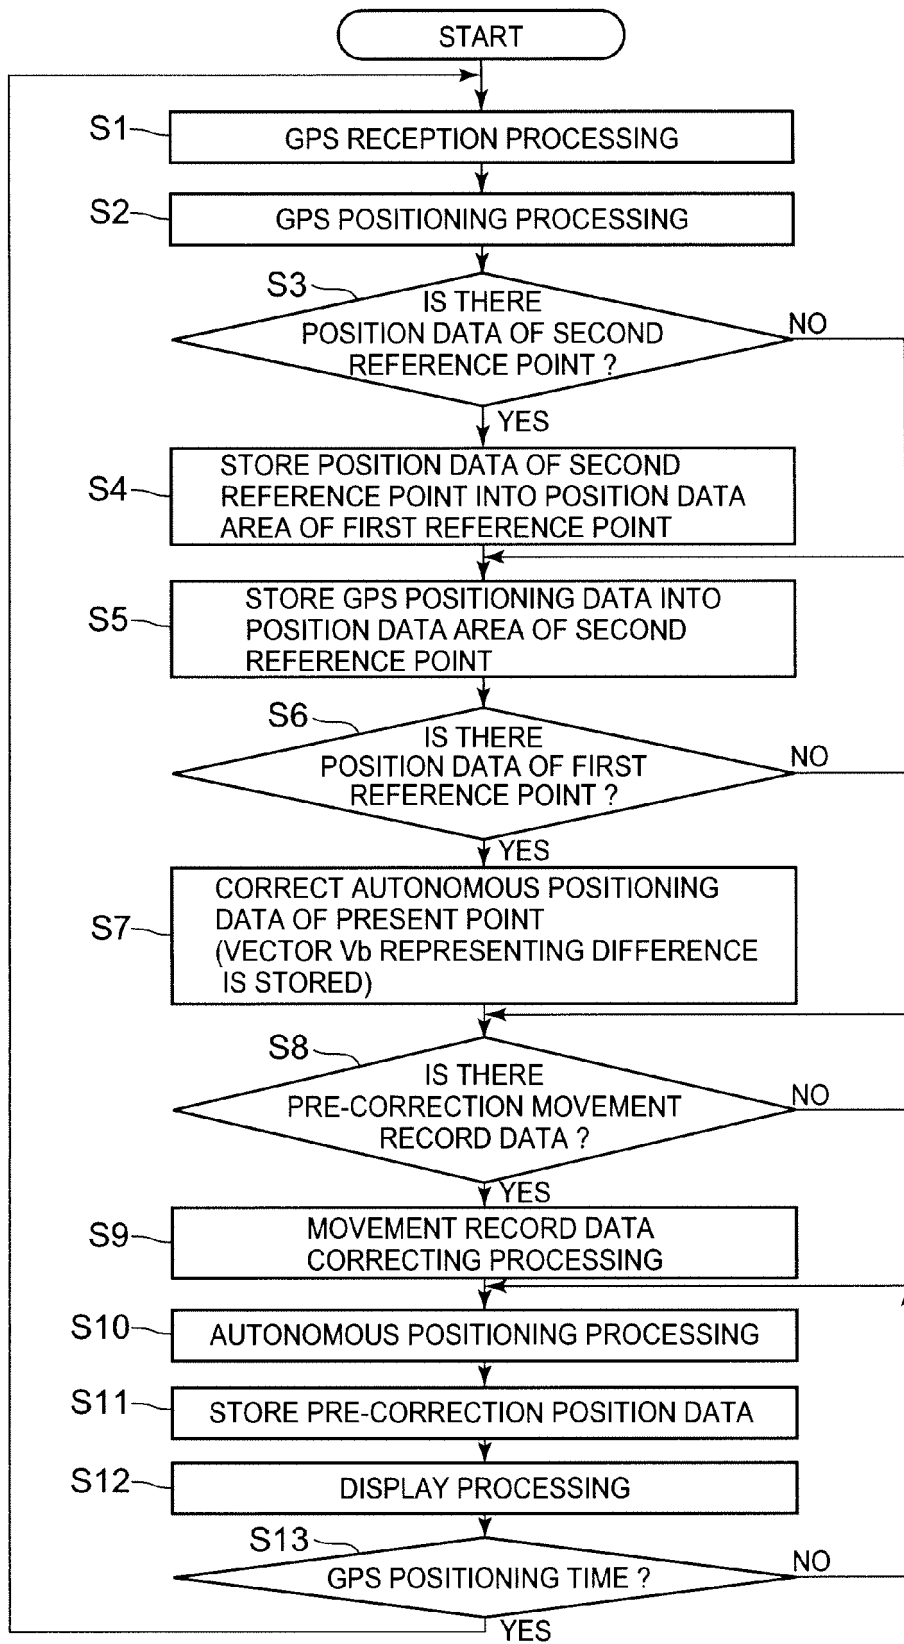 START
S1
GPS RECEPTION PROCESSING
S2
GPS POSITIONING PROCESSING
S3
IS THERE
POSITION DATA OF SECOND
REFERENCE POINT ?
NO
YES
S4
STORE POSITION DATA OF SECOND
REFERENCE POINT INTO POSITION DATA
AREA OF FIRST REFERENCE POINT
S5
STORE GPS POSITIONING DATA INTO
POSITION DATA AREA OF SECOND
REFERENCE POINT
S6
IS THERE
POSITION DATA OF FIRST
REFERENCE POINT ?
NO
YES
S7
CORRECT AUTONOMOUS POSITIONING
DATA OF PRESENT POINT
(VECTOR Vb REPRESENTING DIFFERENCE
IS STORED)
S8
IS THERE
PRE-CORRECTION MOVEMENT
RECORD DATA ?
NO
YES
S9
MOVEMENT RECORD DATA
CORRECTING PROCESSING
S10
AUTONOMOUS POSITIONING PROCESSING
S11
STORE PRE-CORRECTION POSITION DATA
S12
DISPLAY PROCESSING
S13
GPS POSITIONING TIME ?
NO
YES